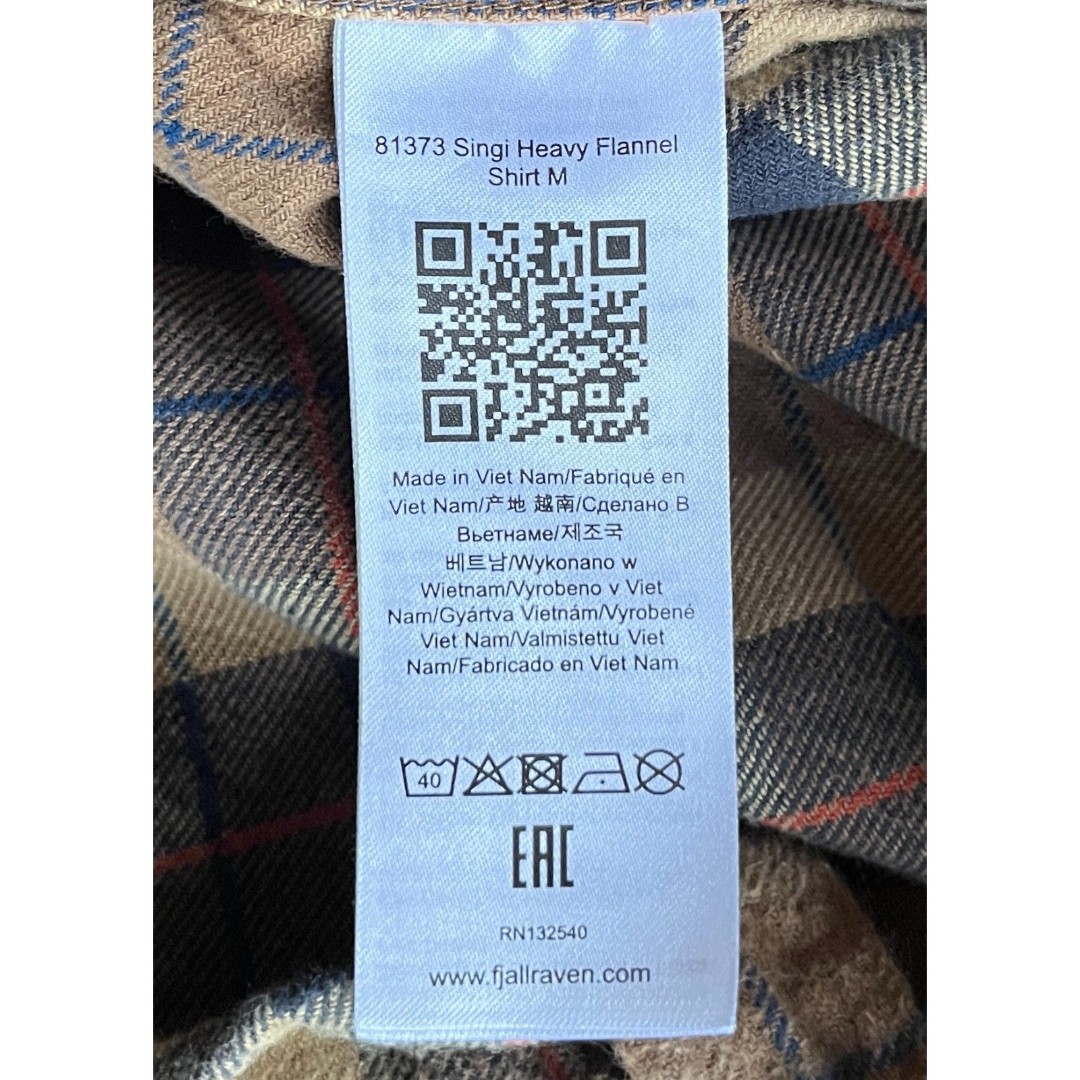 81373 Singi Heavy Flannel
Shirt M
Made in Viet Nam/Fabriqué en
Viet Nam/产地 越南/Сделано В
Вьетнаме/제조국
베트남/Wykonano w
Wietnam/Vyrobeno v Viet
Nam/Gyártva Vietnám/Vyrobené
Viet Nam/Valmistettu Viet
Nam/Fabricado en Viet Nam
40
EAC
RN132540
www.fjallraven.com